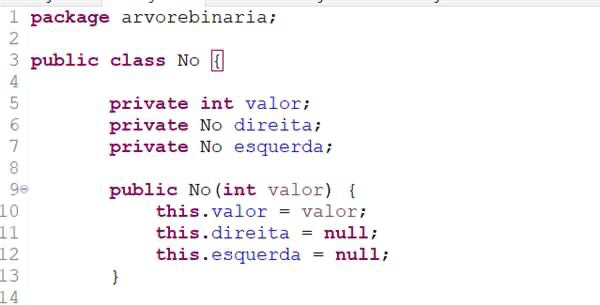 1 package arvorebinaria;
2
3 public class No {
4
5 private int valor;
6 private No direita;
7 private No esquerda;
8
9 public No(int valor) {
10 this.valor = valor;
11 this.direita = null;
12 this.esquerda = null;
13 }
14